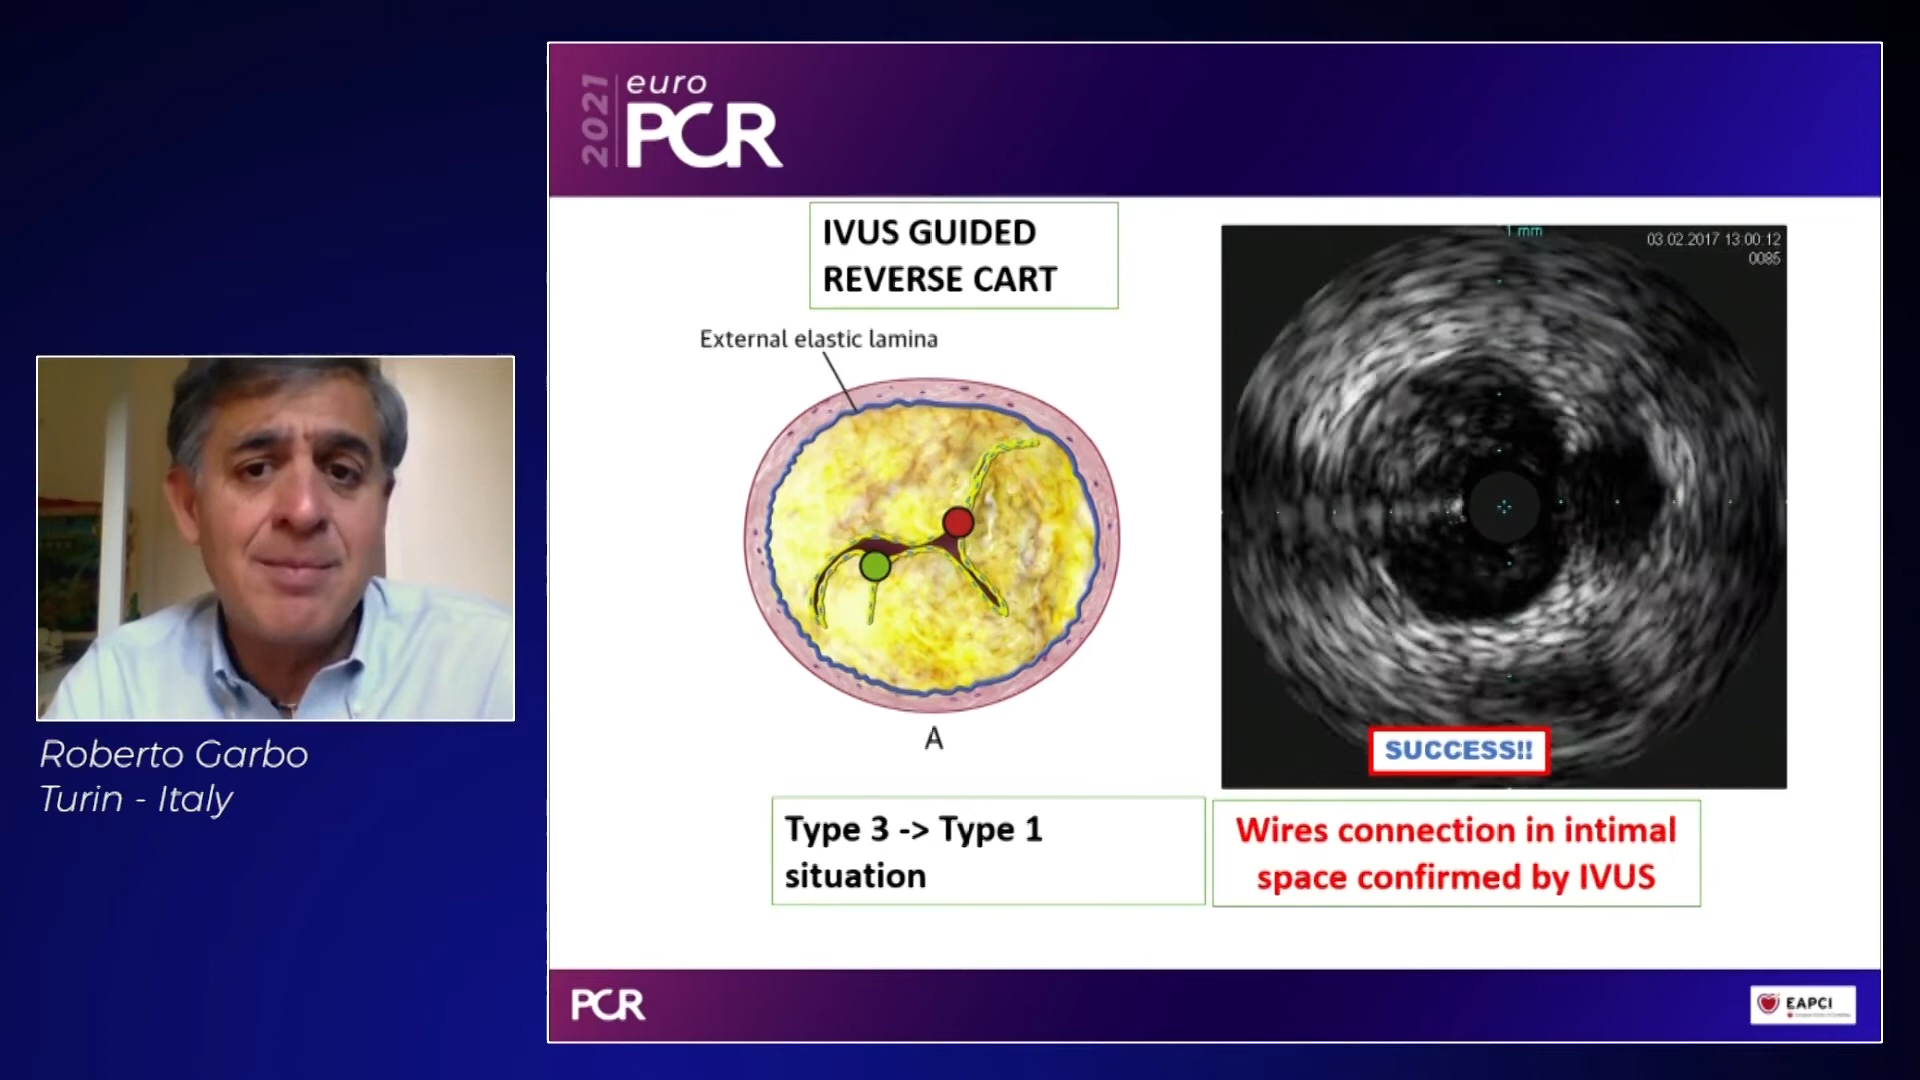 2021
euro
PCR
IVUS GUIDED
REVERSE CART
External elastic lamina
A
1 mm
03.02.2017 13:00:12
0085
SUCCESS!!
Type 3 -> Type 1
situation
Wires connection in intimal
space confirmed by IVUS
Roberto Garbo
Turin - Italy
PCR
EAPCI